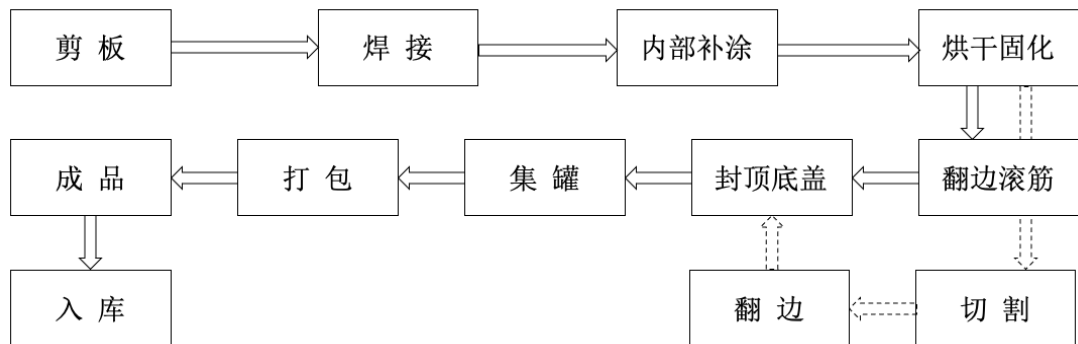 剪 板
焊 接
内部补涂
烘干固化
成 品
打 包
集 罐
封顶底盖
翻边滚筋
入 库
翻 边
切 割